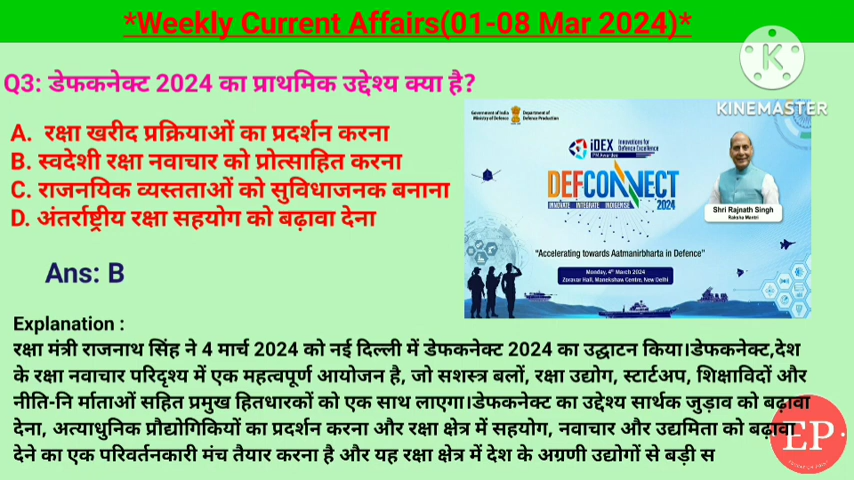 *Weekly Current Affairs(01-08 Mar 2024)*
Q3: डेफकनेक्ट 2024 का प्राथमिक उद्देश्य क्या है?
A. रक्षा खरीद प्रक्रियाओं का प्रदर्शन करना
B. स्वदेशी रक्षा नवाचार को प्रोत्साहित करना
C. राजनयिक व्यस्तताओं को सुविधाजनक बनाना
D. अंतर्राष्ट्रीय रक्षा सहयोग को बढ़ावा देना
Ans: B
K
KINEMASTER
Government of India
Ministry of Defence
Department of
Defence Production
iDEX
Innovations for
Defence Excellence
DEFCONNECT
INNOVATE INTEGRATE INDIGENISE
2024
Shri Rajnath Singh
Raksha Mantri
"Accelerating towards Aatmanirbharta in Defence"
Monday, 4th March 2024
Zoravar Hall, Manekshaw Centre, New Delhi
Explanation :
रक्षा मंत्री राजनाथ सिंह ने 4 मार्च 2024 को नई दिल्ली में डेफकनेक्ट 2024 का उद्घाटन किया।डेफकनेक्ट,देश
के रक्षा नवाचार परिदृश्य में एक महत्वपूर्ण आयोजन है, जो सशस्त्र बलों, रक्षा उद्योग, स्टार्टअप, शिक्षाविदों और
नीति-नि र्माताओं सहित प्रमुख हितधारकों को एक साथ लाएगा।डेफकनेक्ट का उद्देश्य सार्थक जुड़ाव को बढ़ावा
देना, अत्याधुनिक प्रौद्योगिकियों का प्रदर्शन करना और रक्षा क्षेत्र में सहयोग, नवाचार और उद्यमिता को बढ़ावा
देने का एक परिवर्तनकारी मंच तैयार करना है और यह रक्षा क्षेत्र में देश के अग्रणी उद्योगों से बड़ी स
EP